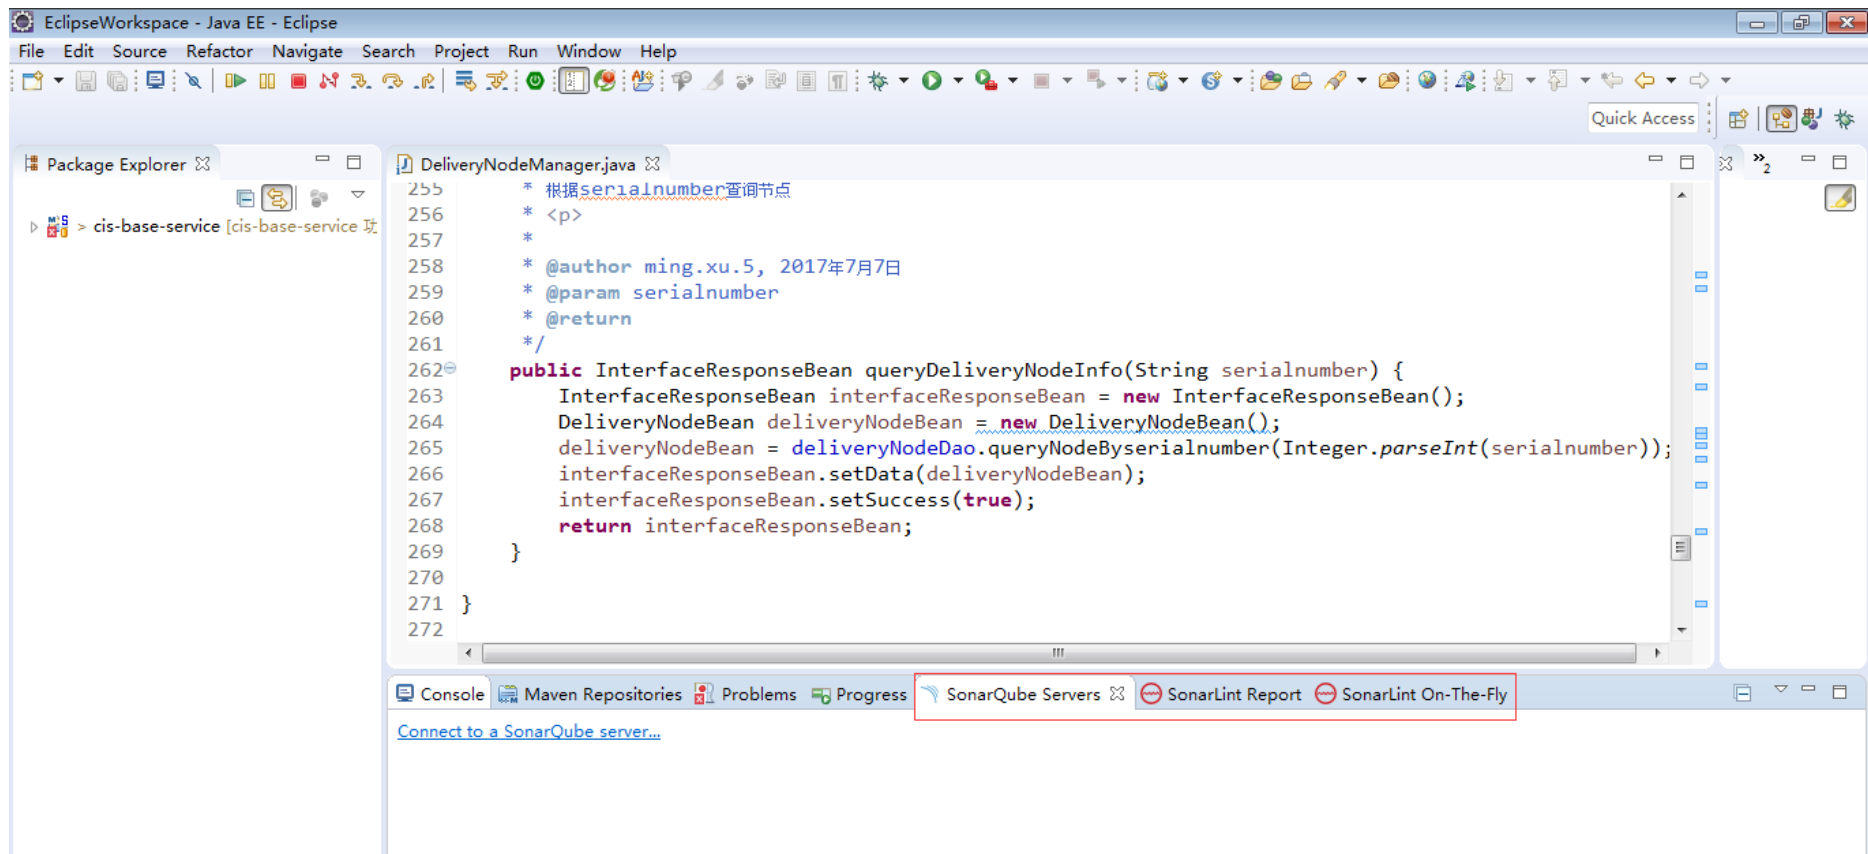 EclipseWorkspace - Java EE - Eclipse
File Edit Source Refactor Navigate Search Project Run Window Help
Quick Access
Package Explorer
DeliveryNodeManager.java
»2
> cis-base-service [cis-base-service 功
255 * 根据serialnumber查询节点
256 * <p>
257 *
258 * @author ming.xu.5, 2017年7月7日
259 * @param serialnumber
260 * @return
261 */
262 public InterfaceResponseBean queryDeliveryNodeInfo(String serialnumber) {
263 InterfaceResponseBean interfaceResponseBean = new InterfaceResponseBean();
264 DeliveryNodeBean deliveryNodeBean = new DeliveryNodeBean();
265 deliveryNodeBean = deliveryNodeDao.queryNodeByserialnumber(Integer.parseInt(serialnumber));
266 interfaceResponseBean.setData(deliveryNodeBean);
267 interfaceResponseBean.setSuccess(true);
268 return interfaceResponseBean;
269 }
270
271 }
272
Console Maven Repositories Problems Progress SonarQube Servers SonarLint Report SonarLint On-The-Fly
Connect to a SonarQube server...